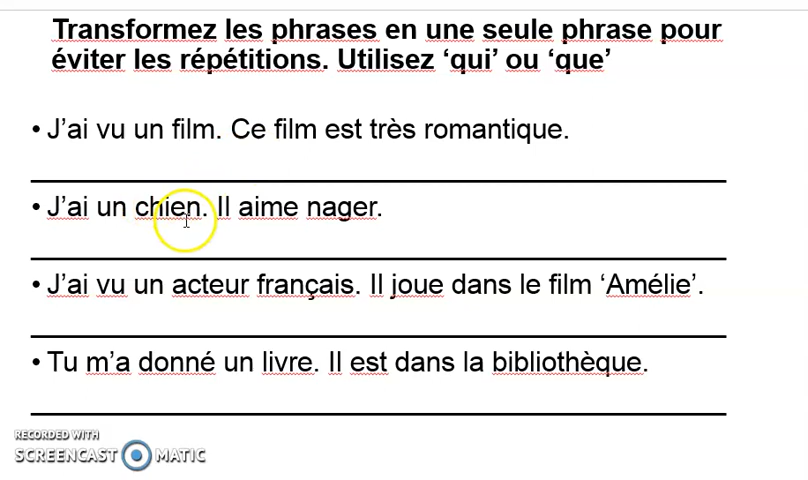 Transformez les phrases en une seule phrase pour
éviter les répétitions. Utilisez ‘qui’ ou ‘que’
• J’ai vu un film. Ce film est très romantique.
• J’ai un chien. Il aime nager.
• J’ai vu un acteur français. Il joue dans le film ‘Amélie’.
• Tu m’a donné un livre. Il est dans la bibliothèque.
RECORDED WITH
SCREENCAST MATIC